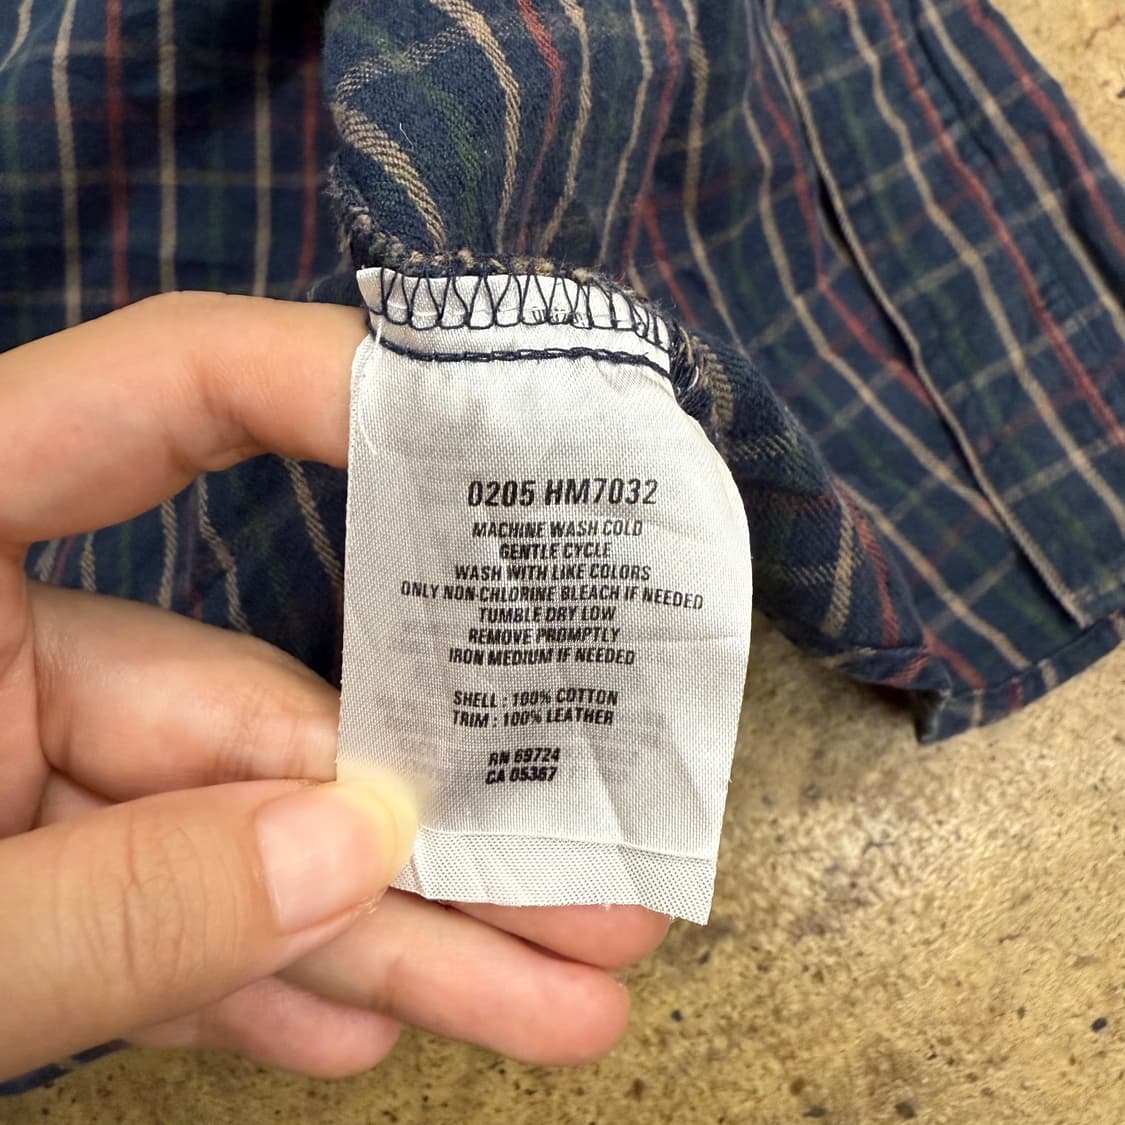 0205 HM7032
MACHINE WASH COLD
GENTLE CYCLE
WASH WITH LIKE COLORS
ONLY NON-CHLORINE BLEACH IF NEEDED
TUMBLE DRY LOW
REMOVE PROMPTLY
IRON MEDIUM IF NEEDED
SHELL : 100% COTTON
TRIM : 100% LEATHER
RN 69724
CA 05367